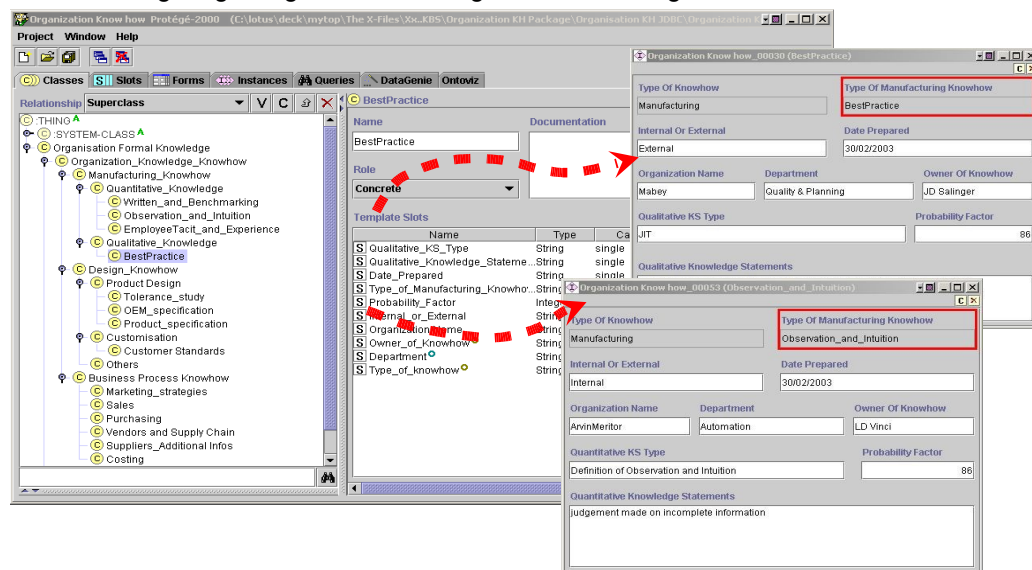 Organization Know how Protégé-2000 (C:\lotus\deck\mytop\The X-Files\Xx..KBS\Organization KH Package\Organisation KH JDBC\Organization
Project Window Help
Classes Slots Forms Instances Queries DataGenie Ontoviz
Relationship Superclass V C
:THING A
:SYSTEM-CLASS A
Organisation Formal Knowledge
Organization_Knowledge_Knowhow
Manufacturing_Knowhow
Quantitative_Knowledge
Written_and_Benchmarking
Observation_and_Intuition
EmployeeTacit_and_Experience
Qualitative_Knowledge
BestPractice
Design_Knowhow
Product Design
Tolerance_study
OEM_specification
Product_specification
Customisation
Customer Standards
Others
Business Process Knowhow
Marketing_strategies
Sales
Purchasing
Vendors and Supply Chain
Suppliers_Additional Infos
Costing
C BestPractice
Name Documentation
BestPractice
Role
Concrete
Template Slots
Name Type Ca
S Qualitative_KS_Type String single
S Qualitative_Knowledge_Stateme... String single
S Date_Prepared String single
S Type_of_Manufacturing_Knowho... String
S Probability_Factor Integ
S Internal_or_External String
S Organization_Name String
S Owner_of_Knowhow String
S Department String
S Type_of_knowhow String
Organization Know how_00030 (BestPractice)
Type Of Knowhow Type Of Manufacturing Knowhow
Manufacturing BestPractice
Internal Or External Date Prepared
External 30/02/2003
Organization Name Department Owner Of Knowhow
Mabey Quality & Planning JD Salinger
Qualitative KS Type Probability Factor
JIT 86
Qualitative Knowledge Statements
Organization Know how_00053 (Observation_and_Intuition)
Type Of Knowhow Type Of Manufacturing Knowhow
Manufacturing Observation_and_Intuition
Internal Or External Date Prepared
Internal 30/02/2003
Organization Name Department Owner Of Knowhow
ArvinMeritor Automation LD Vinci
Quantitative KS Type Probability Factor
Definition of Observation and Intuition 86
Quantitative Knowledge Statements
judgement made on incomplete information